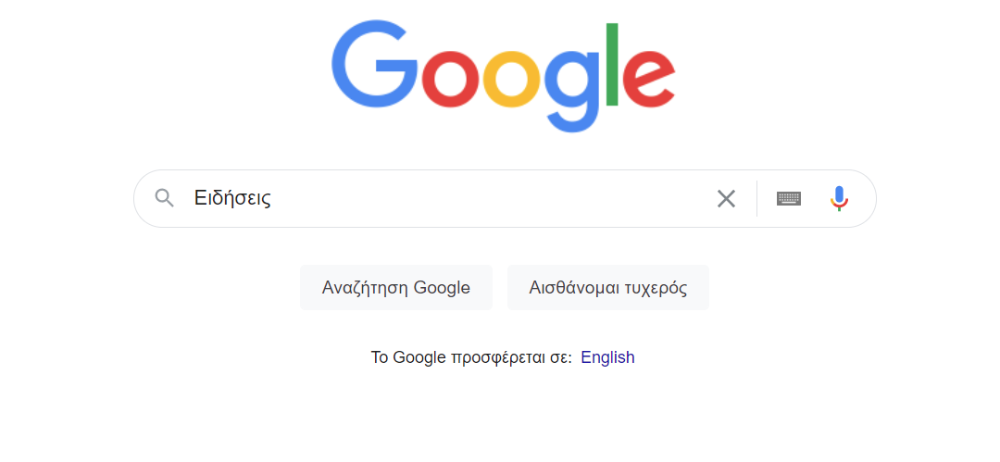 Google
Ειδήσεις
Αναζήτηση Google Αισθάνομαι τυχερός
Το Google προσφέρεται σε: English